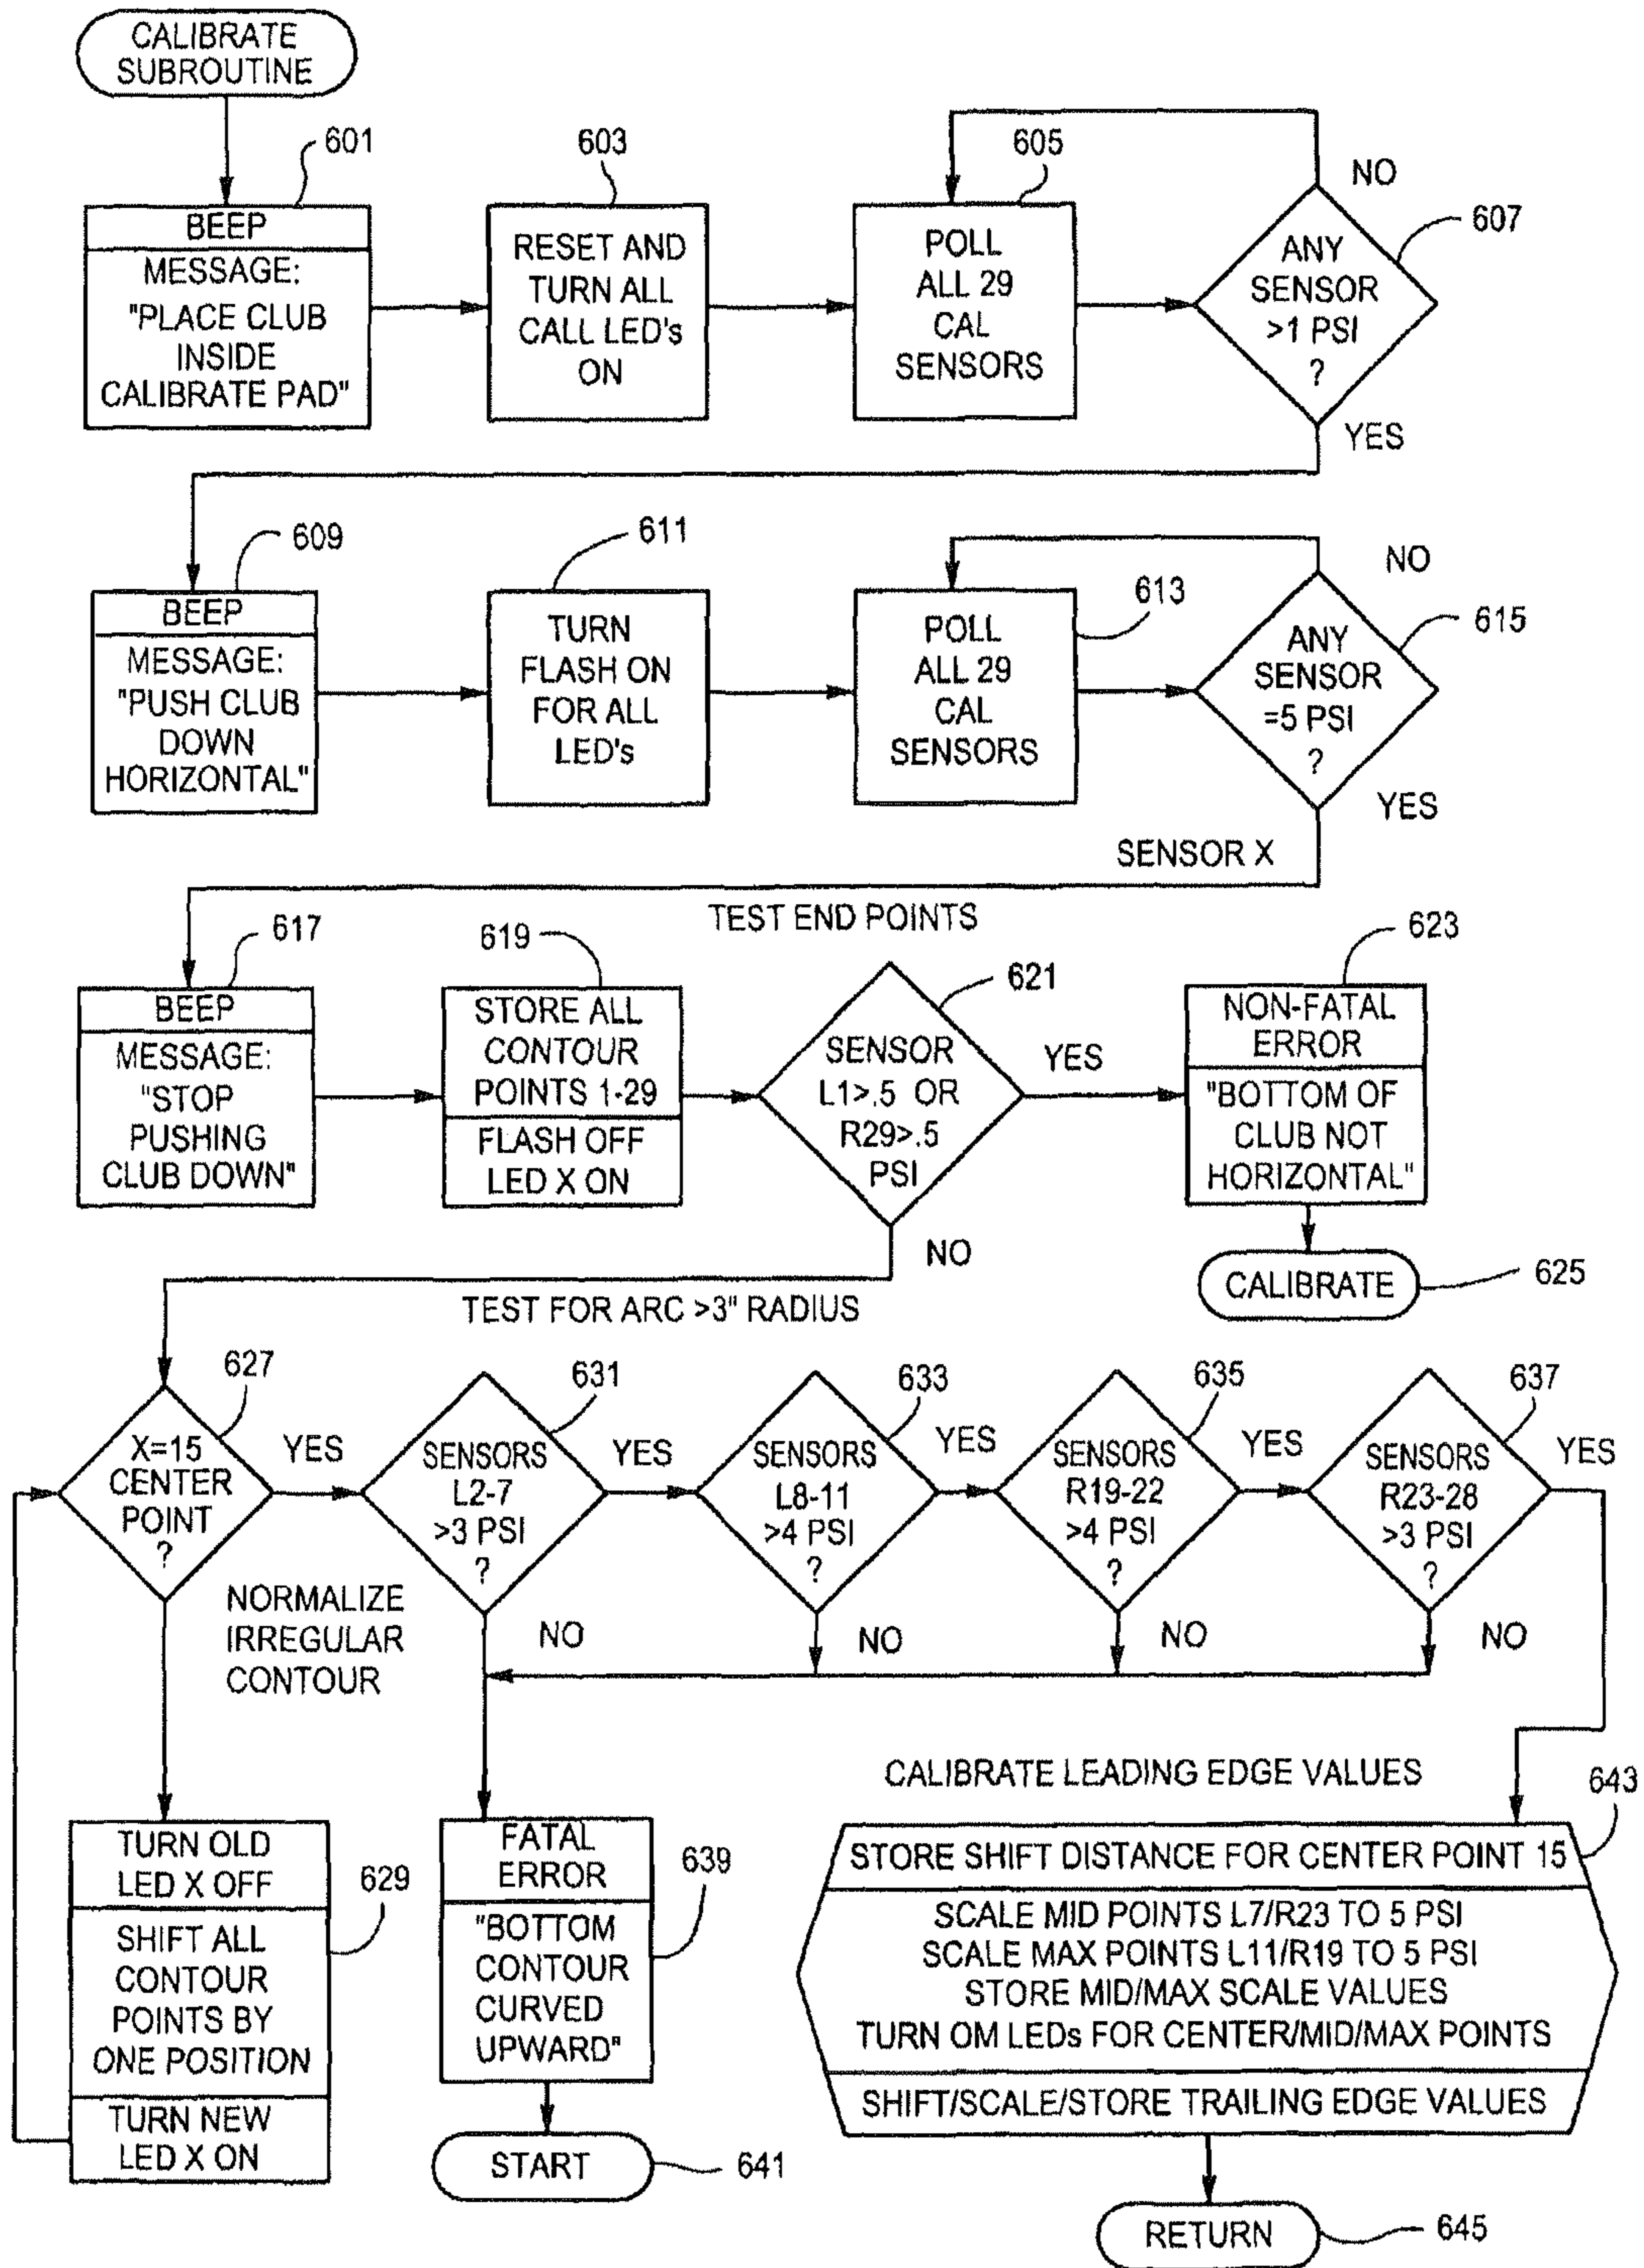 CALIBRATE
SUBROUTINE
601
BEEP
MESSAGE:
"PLACE CLUB
INSIDE
CALIBRATE PAD"
603
RESET AND
TURN ALL
CALL LED's
ON
605
POLL
ALL 29
CAL
SENSORS
NO
607
ANY
SENSOR
>1 PSI
?
YES
609
BEEP
MESSAGE:
"PUSH CLUB
DOWN
HORIZONTAL"
611
TURN
FLASH ON
FOR ALL
LED's
613
POLL
ALL 29
CAL
SENSORS
NO
615
ANY
SENSOR
=5 PSI
?
YES
SENSOR X
TEST END POINTS
617
BEEP
MESSAGE:
"STOP
PUSHING
CLUB DOWN"
619
STORE ALL
CONTOUR
POINTS 1-29
FLASH OFF
LED X ON
621
SENSOR
L1>.5 OR
R29>.5
PSI
YES
NO
623
NON-FATAL
ERROR
"BOTTOM OF
CLUB NOT
HORIZONTAL"
CALIBRATE
625
TEST FOR ARC >3" RADIUS
627
X=15
CENTER
POINT
?
YES
631
SENSORS
L2-7
>3 PSI
?
YES
NO
633
SENSORS
L8-11
>4 PSI
?
YES
NO
635
SENSORS
R19-22
>4 PSI
?
YES
NO
637
SENSORS
R23-28
>3 PSI
?
YES
NO
NORMALIZE
IRREGULAR
CONTOUR
TURN OLD
LED X OFF
SHIFT ALL
CONTOUR
POINTS BY
ONE POSITION
TURN NEW
LED X ON
629
FATAL
ERROR
"BOTTOM
CONTOUR
CURVED
UPWARD"
639
START
641
CALIBRATE LEADING EDGE VALUES
643
STORE SHIFT DISTANCE FOR CENTER POINT 15
SCALE MID POINTS L7/R23 TO 5 PSI
SCALE MAX POINTS L11/R19 TO 5 PSI
STORE MID/MAX SCALE VALUES
TURN OM LEDs FOR CENTER/MID/MAX POINTS
SHIFT/SCALE/STORE TRAILING EDGE VALUES
RETURN
645